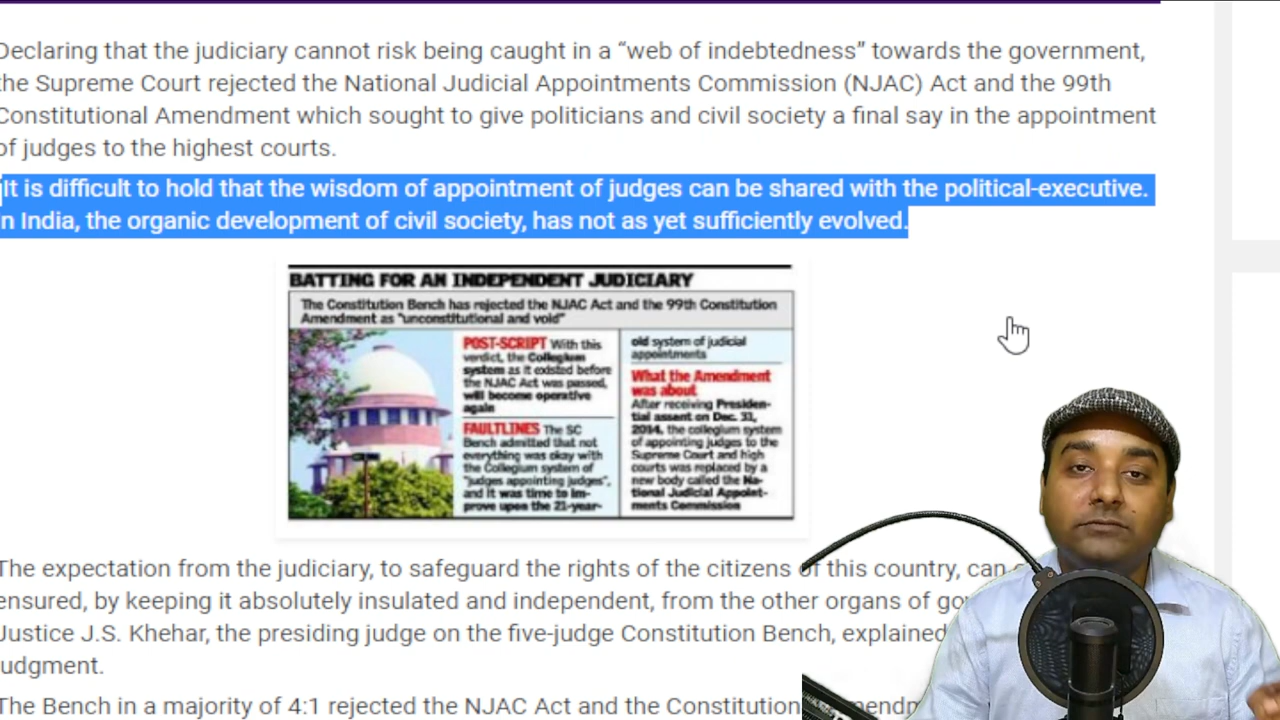 Declaring that the judiciary cannot risk being caught in a “web of indebtedness” towards the government,
the Supreme Court rejected the National Judicial Appointments Commission (NJAC) Act and the 99th
Constitutional Amendment which sought to give politicians and civil society a final say in the appointment
of judges to the highest courts.
It is difficult to hold that the wisdom of appointment of judges can be shared with the political-executive.
In India, the organic development of civil society, has not as yet sufficiently evolved.
BATTING FOR AN INDEPENDENT JUDICIARY
The Constitution Bench has rejected the NJAC Act and the 99th Constitution
Amendment as "unconstitutional and void"
POST-SCRIPT With this
verdict, the Collegium
system as it existed before
the NJAC Act was passed,
will become operative
again
FAULTLINES The SC
Bench admitted that not
everything was okay with
the Collegium system of
"judges appointing judges",
and it was time to im-
prove upon the 21-year-
old system of judicial
appointments
What the Amendment
was about
After receiving Presiden-
tial assent on Dec. 31,
2014, the collegium system
of appointing judges to the
Supreme Court and high
courts was replaced by a
new body called the Na-
tional Judicial Appoint-
ments Commission
The expectation from the judiciary, to safeguard the rights of the citizens of this country, can
ensured, by keeping it absolutely insulated and independent, from the other organs of
Justice J.S. Khehar, the presiding judge on the five-judge Constitution Bench, explained
judgment.
The Bench in a majority of 4:1 rejected the NJAC Act and the Constitution